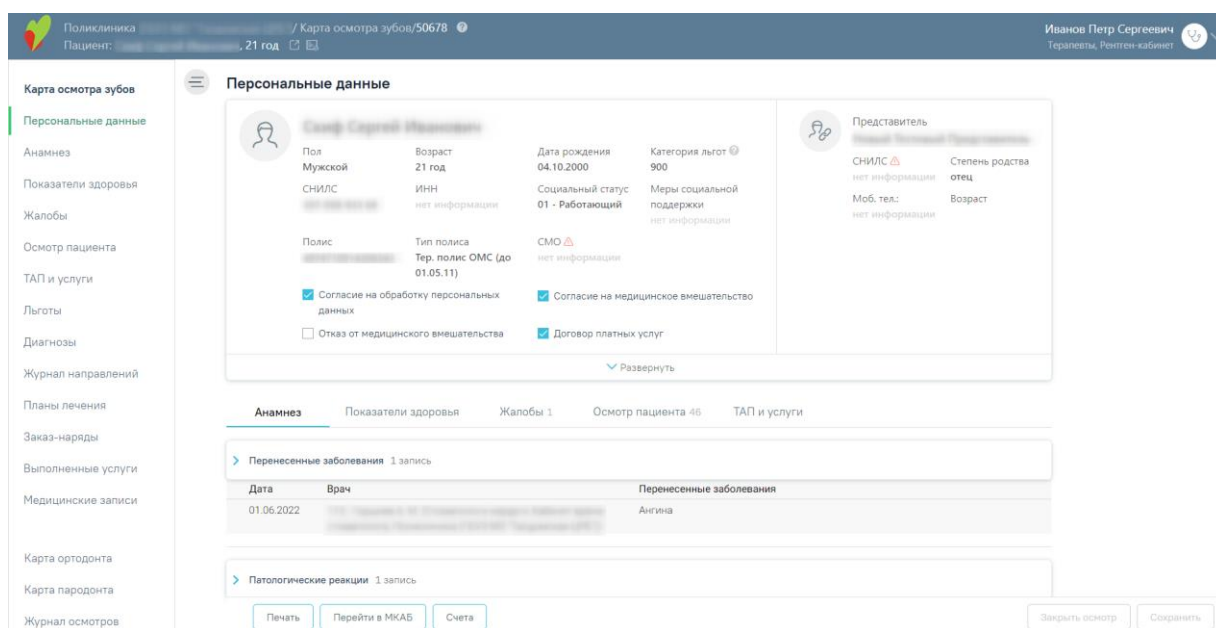 Поликлиника / Карта осмотра зубов/50678
Пациент: , 21 год
Иванов Петр Сергеевич
Терапевты, Рентген-кабинет
Карта осмотра зубов
Персональные данные
Анамнез
Показатели здоровья
Жалобы
Осмотр пациента
ТАП и услуги
Льготы
Диагнозы
Журнал направлений
Планы лечения
Заказ-наряды
Выполненные услуги
Медицинские записи
Карта ортодонта
Карта пародонта
Журнал осмотров
Персональные данные
Пол Возраст Дата рождения Категория льгот
Мужской 21 год 04.10.2000 900
СНИЛС ИНН Социальный статус Меры социальной
поддержки
нет информации 01 - Работающий
нет информации
Полис Тип полиса СМО
Тер. полис ОМС (до нет информации
01.05.11)
Согласие на обработку персональных
данных
Согласие на медицинское вмешательство
Отказ от медицинского вмешательства
Договор платных услуг
Представитель
СНИЛС Степень родства
нет информации отец
Моб. тел.: Возраст
нет информации
Развернуть
Анамнез Показатели здоровья Жалобы 1 Осмотр пациента 46 ТАП и услуги
Перенесенные заболевания 1 запись
Дата Врач Перенесенные заболевания
01.06.2022 Ангина
Патологические реакции 1 запись
Печать Перейти в МКАБ Счета Закрыть осмотр Сохранить